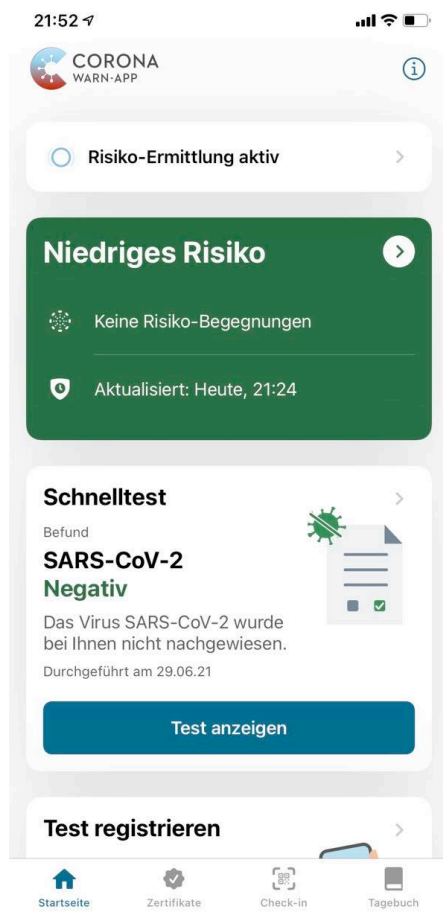 21:52
CORONA
WARN-APP
Risiko-Ermittlung aktiv
Niedriges Risiko
Keine Risiko-Begegnungen
Aktualisiert: Heute, 21:24
Schnelltest
Befund
SARS-CoV-2
Negativ
Das Virus SARS-CoV-2 wurde
bei Ihnen nicht nachgewiesen.
Durchgeführt am 29.06.21
Test anzeigen
Test registrieren
Startseite Zertifikate Check-in Tagebuch